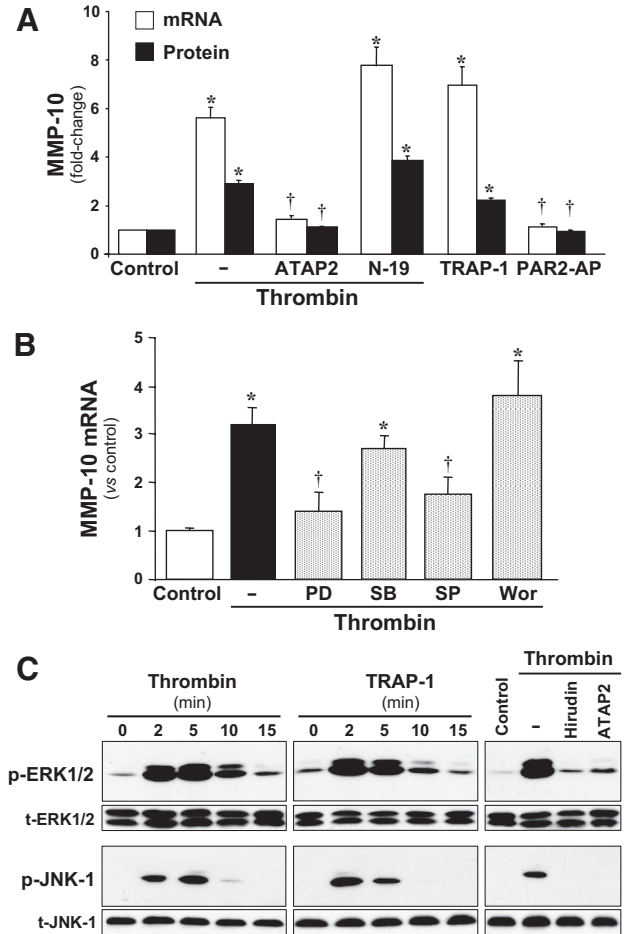 A
mRNA
Protein
MMP-10
(fold-change)
10
8
6
4
2
0
* * † † * * * * † †
Control – ATAP2 N-19 TRAP-1 PAR2-AP
Thrombin
B
MMP-10 mRNA
(vs control)
5
4
3
2
1
0
* † * † *
Control – PD SB SP Wor
Thrombin
C
Thrombin
(min)
0 2 5 10 15
TRAP-1
(min)
0 2 5 10 15
Thrombin
Control – Hirudin ATAP2
p-ERK1/2
t-ERK1/2
p-JNK-1
t-JNK-1